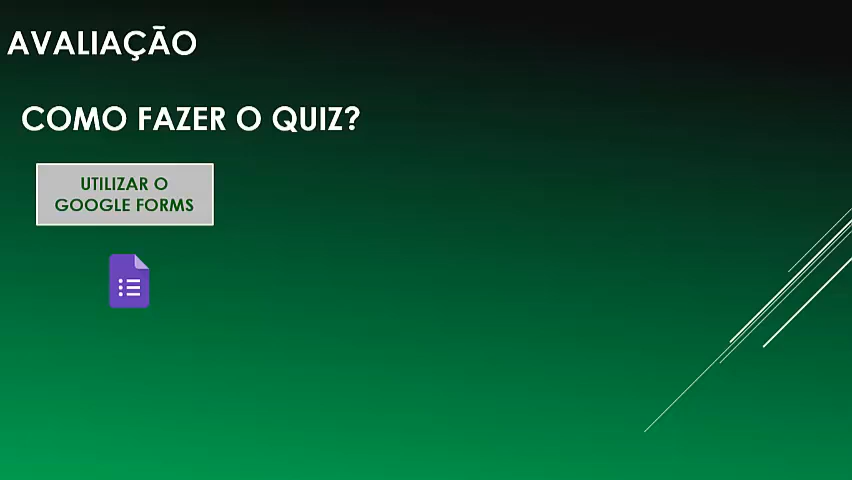 AVALIAÇÃO
COMO FAZER O QUIZ?
UTILIZAR O
GOOGLE FORMS